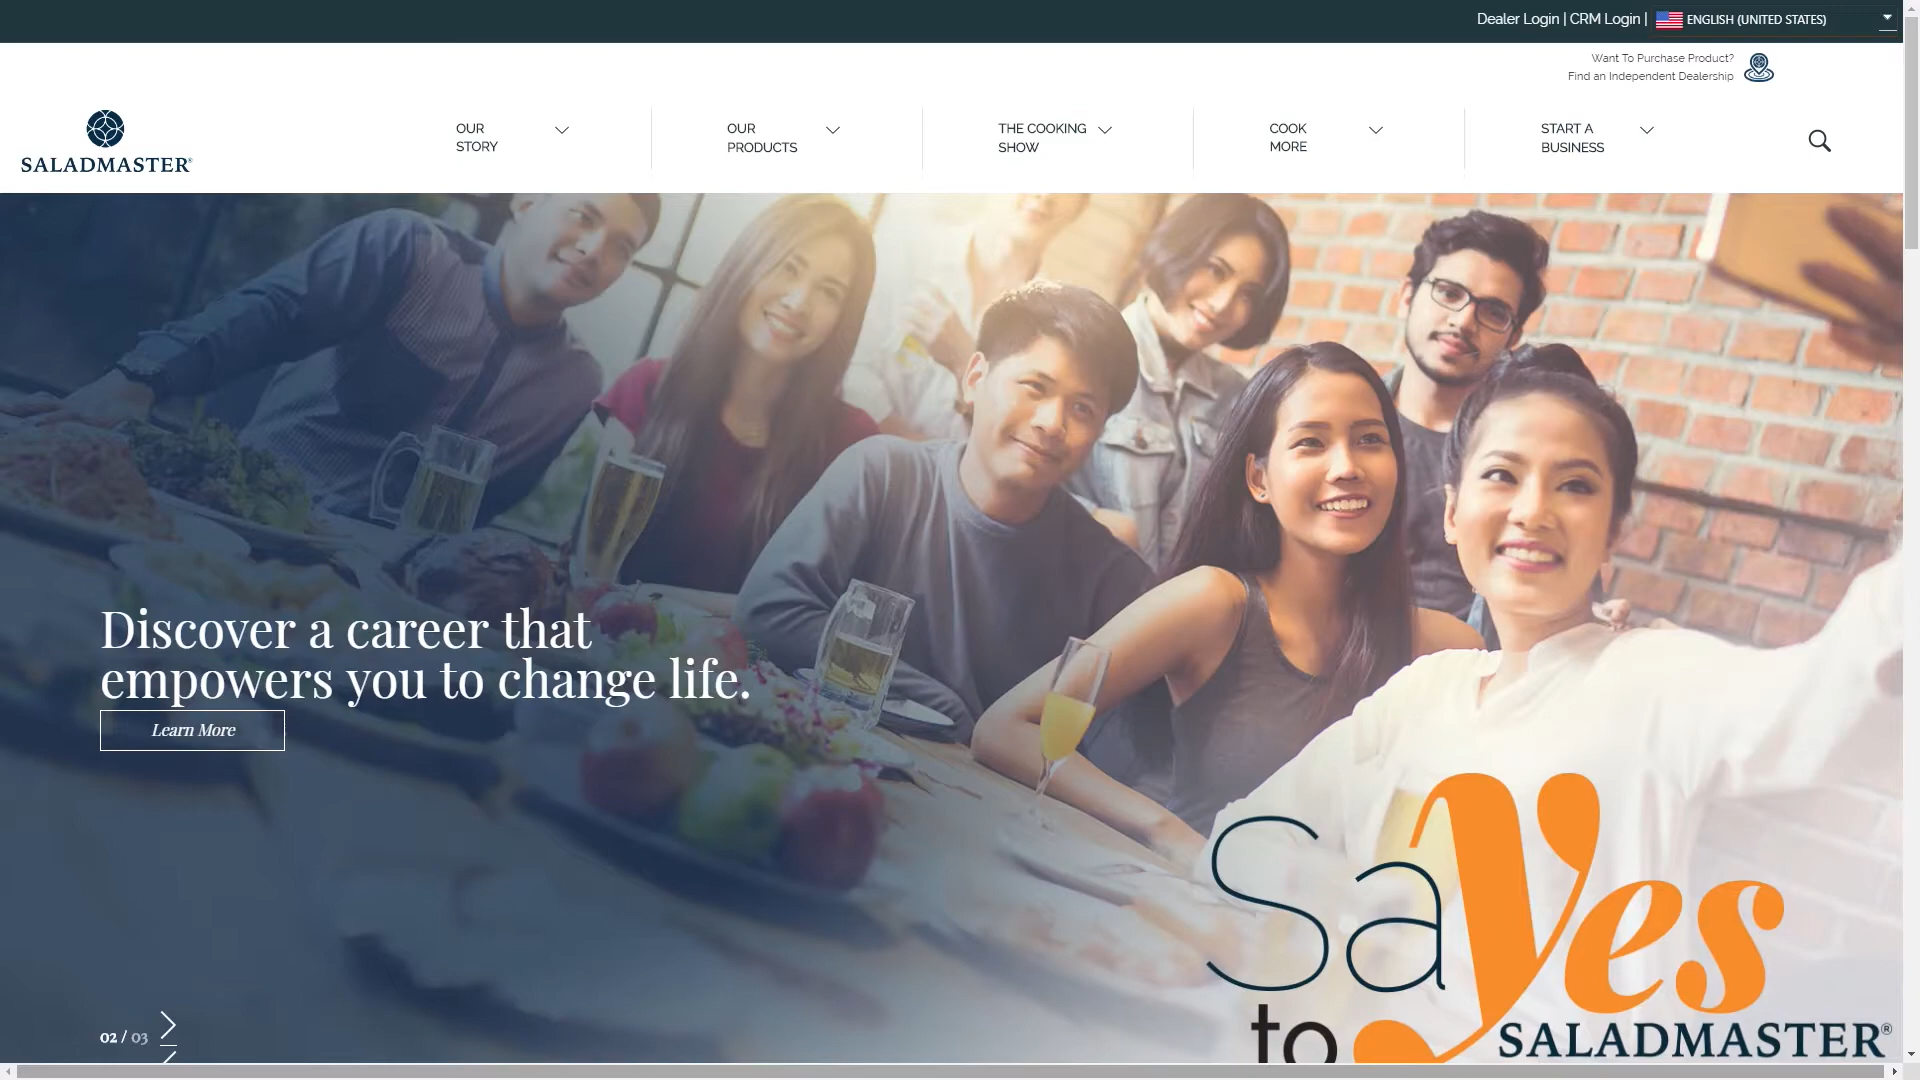 Dealer Login | CRM Login | ENGLISH (UNITED STATES)
Want To Purchase Product?
Find an Independent Dealership
SALADMASTER®
OUR
STORY
OUR
PRODUCTS
THE COOKING
SHOW
COOK
MORE
START A
BUSINESS
Discover a career that
empowers you to change life.
Learn More
Say yes
to
SALADMASTER®
02 / 03